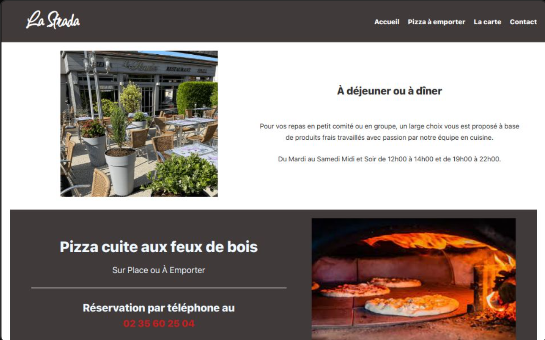 La Strada
Accueil Pizza à emporter La carte Contact
À déjeuner ou à dîner
Pour vos repas en petit comité ou en groupe, un large choix vous est proposé à base
de produits frais travaillés avec passion par notre équipe en cuisine.
Du Mardi au Samedi Midi et Soir de 12h00 à 14h00 et de 19h00 à 22h00.
Pizza cuite aux feux de bois
Sur Place ou À Emporter
Réservation par téléphone au
02 35 60 25 04